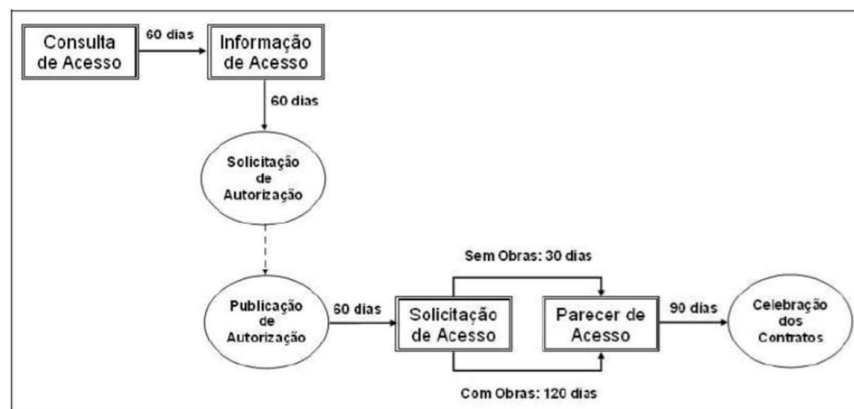 Consulta
de Acesso
60 dias
Informação
de Acesso
60 dias
Solicitação
de
Autorização
Publicação
de
Autorização
60 dias
Solicitação
de Acesso
Sem Obras: 30 dias
Com Obras: 120 dias
Parecer de
Acesso
90 dias
Celebração
dos
Contratos